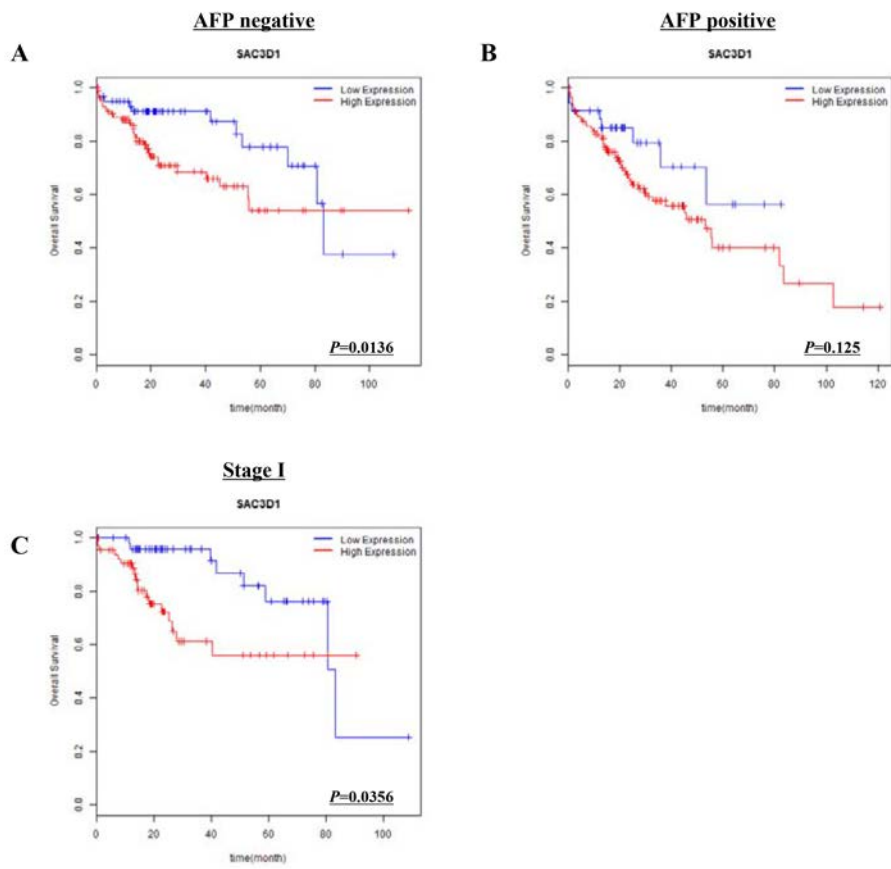 AFP negative
A
SAC3D1
Low Expression
High Expression
Overall Survival
1.0
0.8
0.6
0.4
0.2
0.0
P=0.0136
0 20 40 60 80 100
time(month)
AFP positive
B
SAC3D1
Low Expression
High Expression
Overall Survival
1.0
0.8
0.6
0.4
0.2
0.0
P=0.125
0 20 40 60 80 100 120
time(month)
Stage I
C
SAC3D1
Low Expression
High Expression
Overall Survival
1.0
0.8
0.6
0.4
0.2
0.0
P=0.0356
0 20 40 60 80 100
time(month)